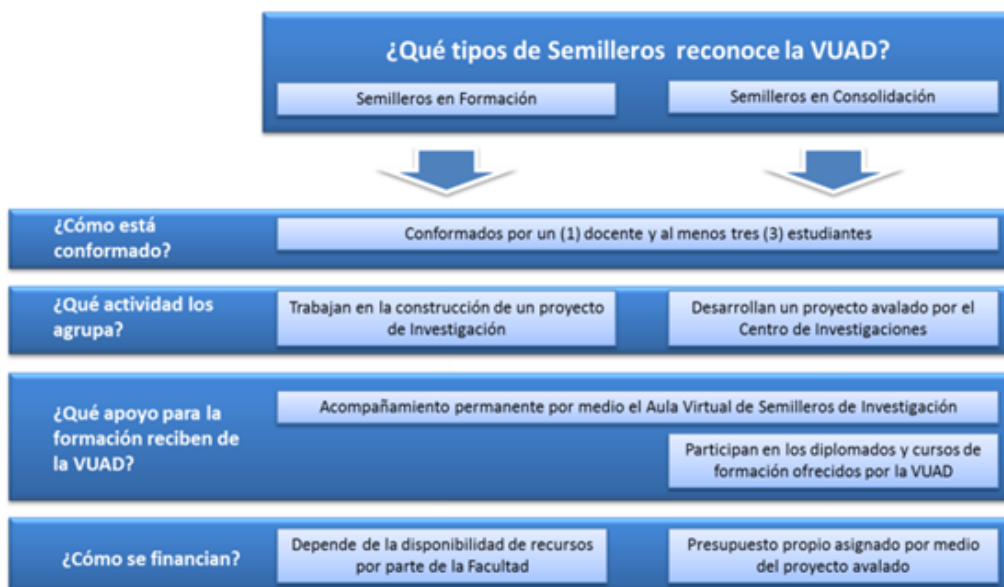 ¿Qué tipos de Semilleros reconoce la VUAD?
Semilleros en Formación
Semilleros en Consolidación
¿Cómo está
conformado?
Conformados por un (1) docente y al menos tres (3) estudiantes
¿Qué actividad los
agrupa?
Trabajan en la construcción de un proyecto
de Investigación
Desarrollan un proyecto avalado por el
Centro de Investigaciones
¿Qué apoyo para la
formación reciben de
la VUAD?
Acompañamiento permanente por medio el Aula Virtual de Semilleros de Investigación
Participan en los diplomados y cursos de
formación ofrecidos por la VUAD
¿Cómo se financian?
Depende de la disponibilidad de recursos
por parte de la Facultad
Presupuesto propio asignado por medio
del proyecto avalado